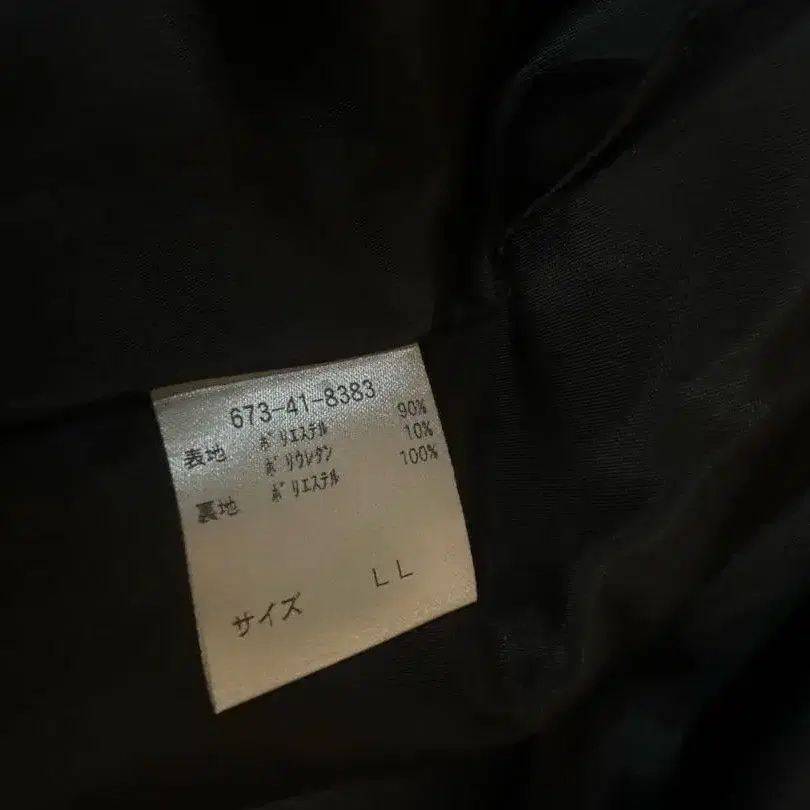 673-41-8383
表地 ポリエステル 90%
ポリウレタン 10%
裏地 ポリエステル 100%
サイズ LL